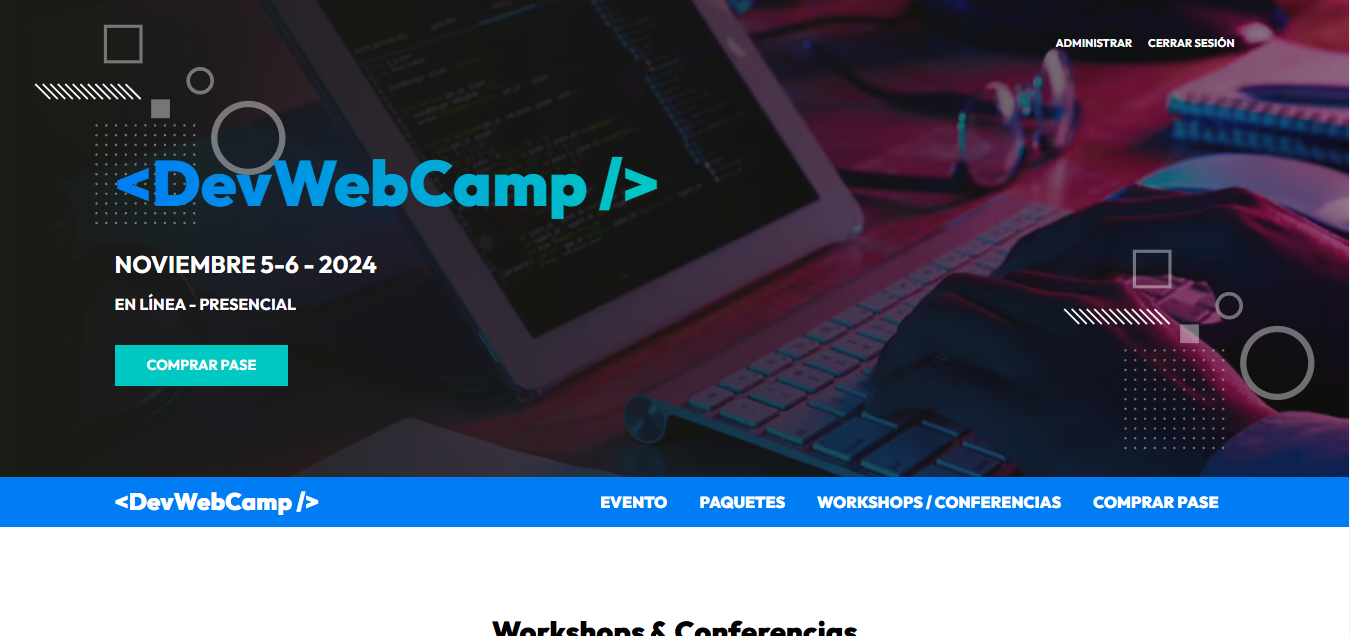 ADMINISTRAR CERRAR SESIÓN
<DevWebCamp />
NOVIEMBRE 5-6 - 2024
EN LÍNEA - PRESENCIAL
COMPRAR PASE
<DevWebCamp /> EVENTO PAQUETES WORKSHOPS / CONFERENCIAS COMPRAR PASE
Workshops & Conferencias